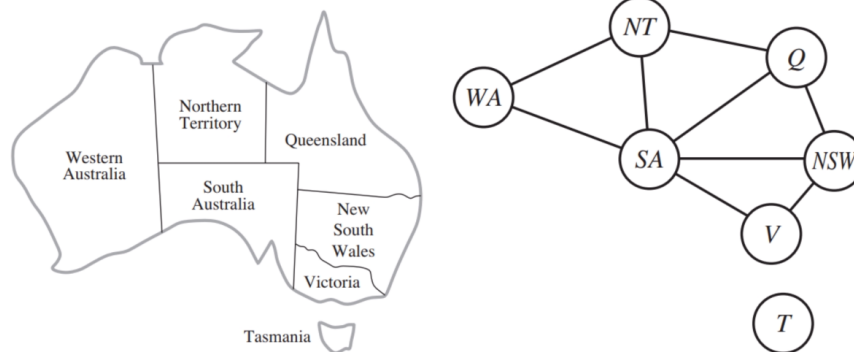 Northern
Territory
Western
Australia
Queensland
South
Australia
New
South
Wales
Victoria
Tasmania
NT
Q
WA
SA
NSW
V
T